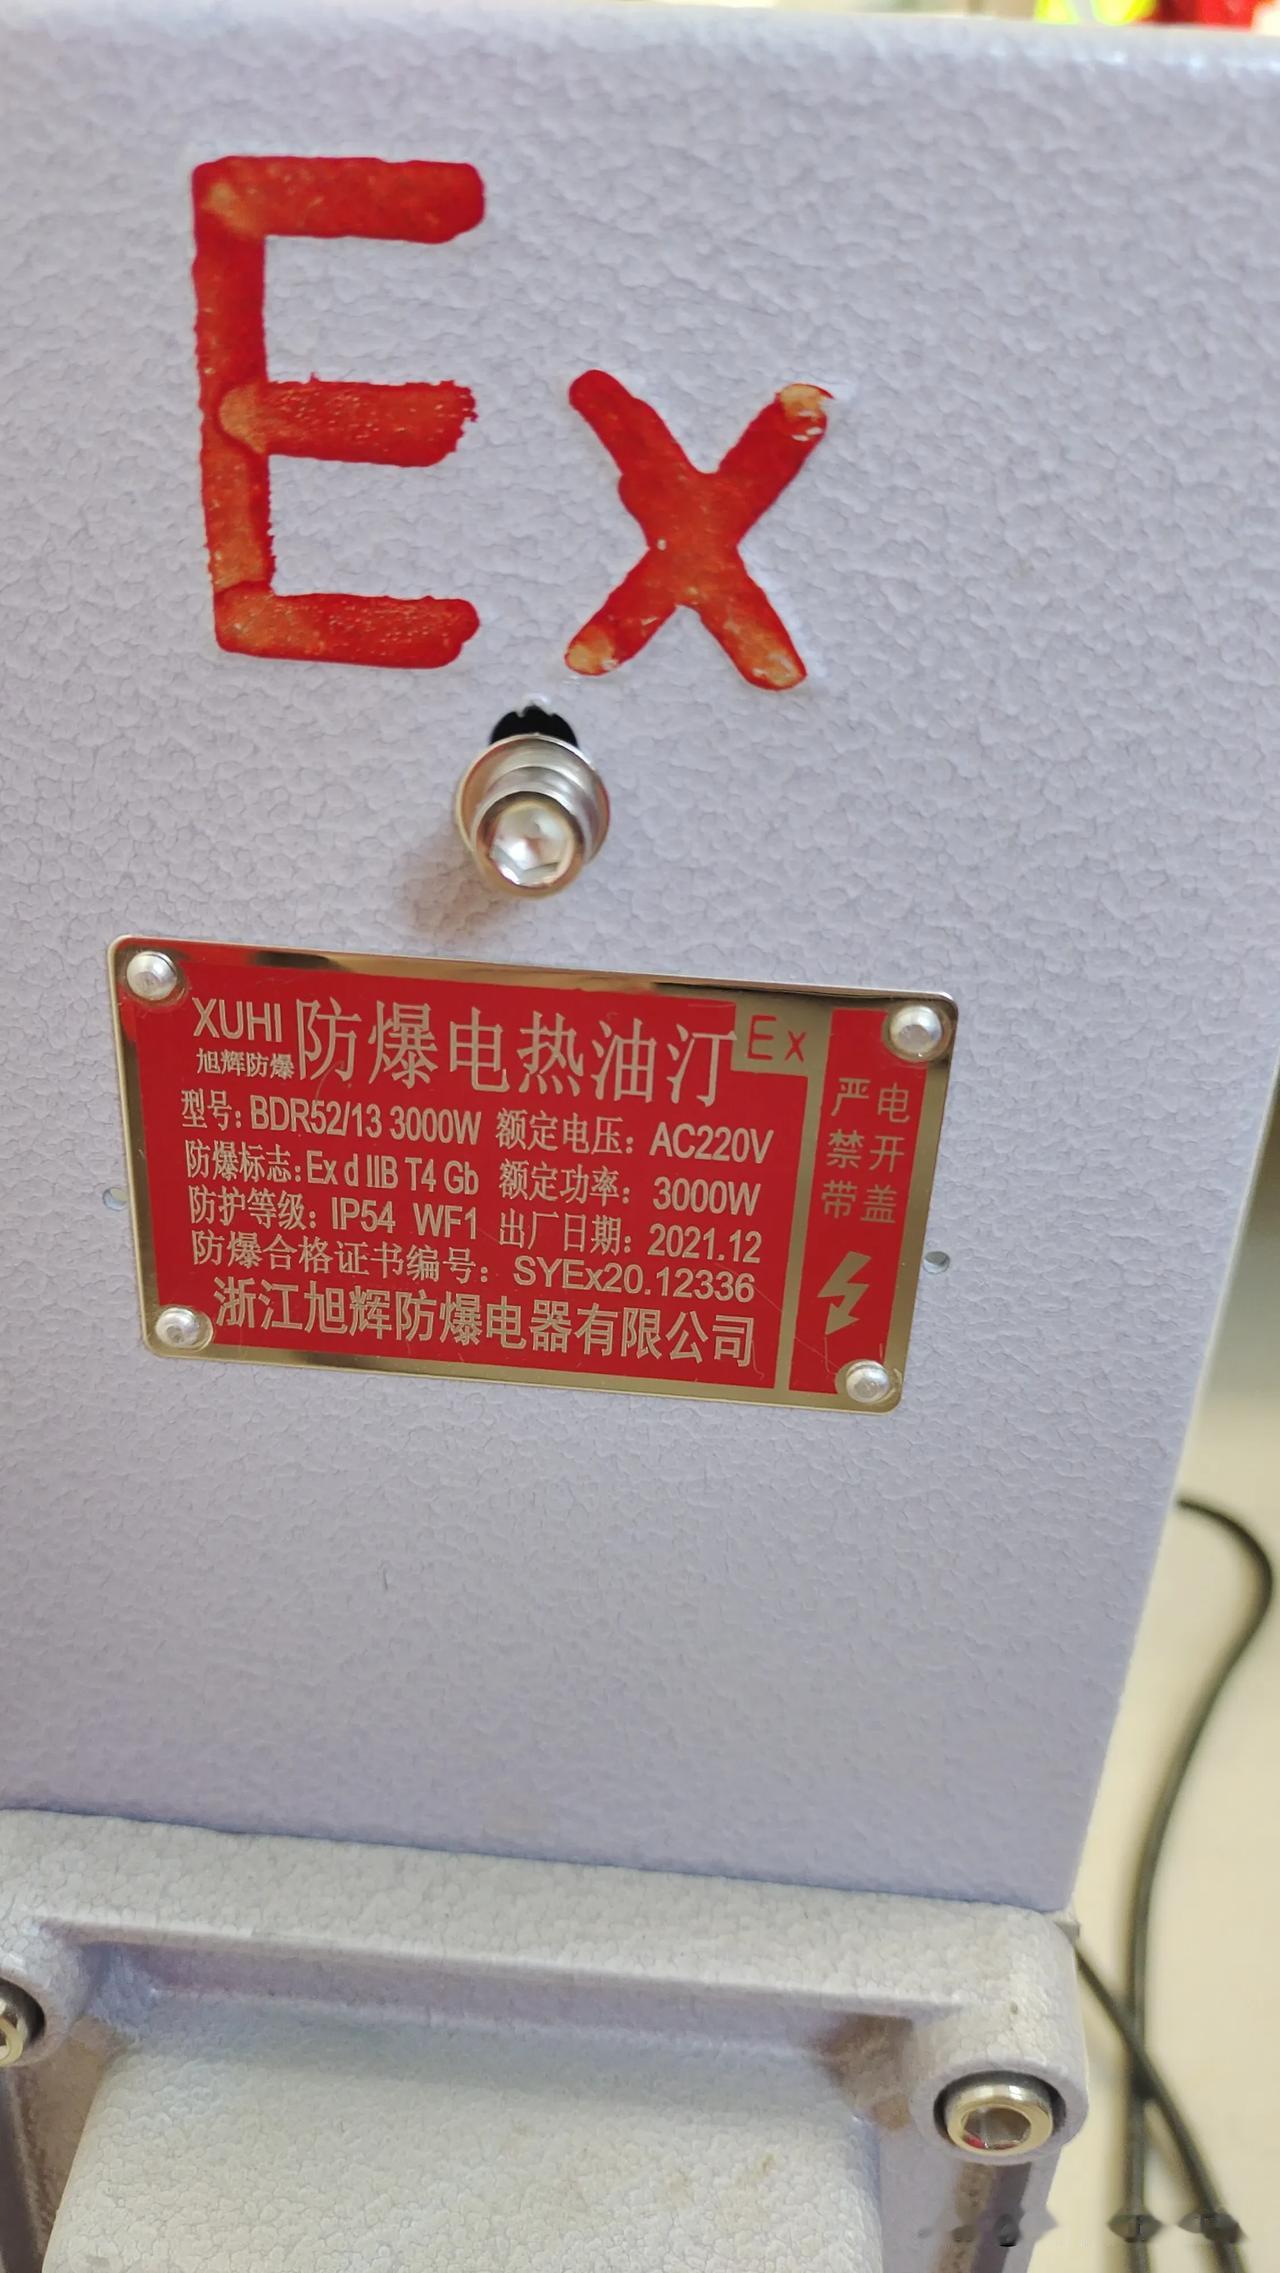 Ex
XUHI 防爆电热油汀 Ex
旭辉防爆
型号: BDR52/13 3000W 额定电压: AC220V
防爆标志: Ex d IIB T4 Gb 额定功率: 3000W
防护等级: IP54 WF1 出厂日期: 2021.12
防爆合格证书编号: SYEx20.12336
浙江旭辉防爆电器有限公司
严禁带
电开盖